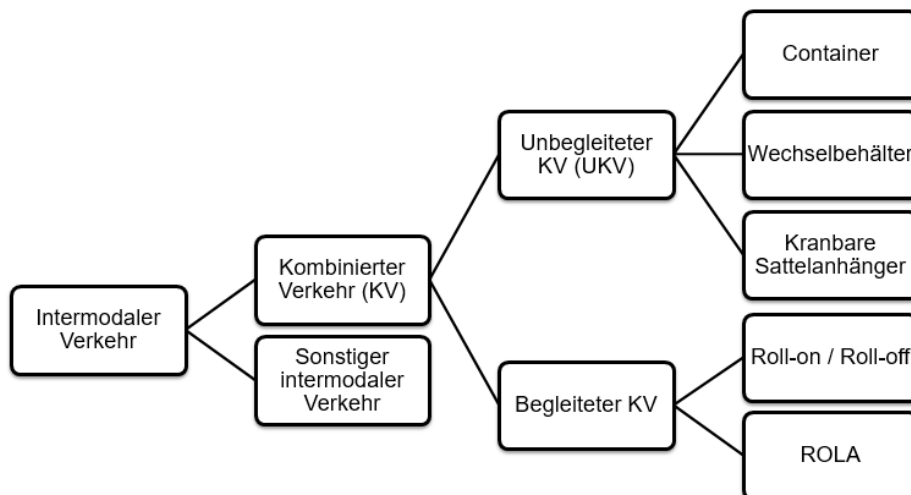 Intermodaler
Verkehr
Kombinierter
Verkehr (KV)
Sonstiger
intermodaler
Verkehr
Unbegleiteter
KV (UKV)
Begleiteter KV
Container
Wechselbehälter
Kranbare
Sattelanhänger
Roll-on / Roll-off
ROLA